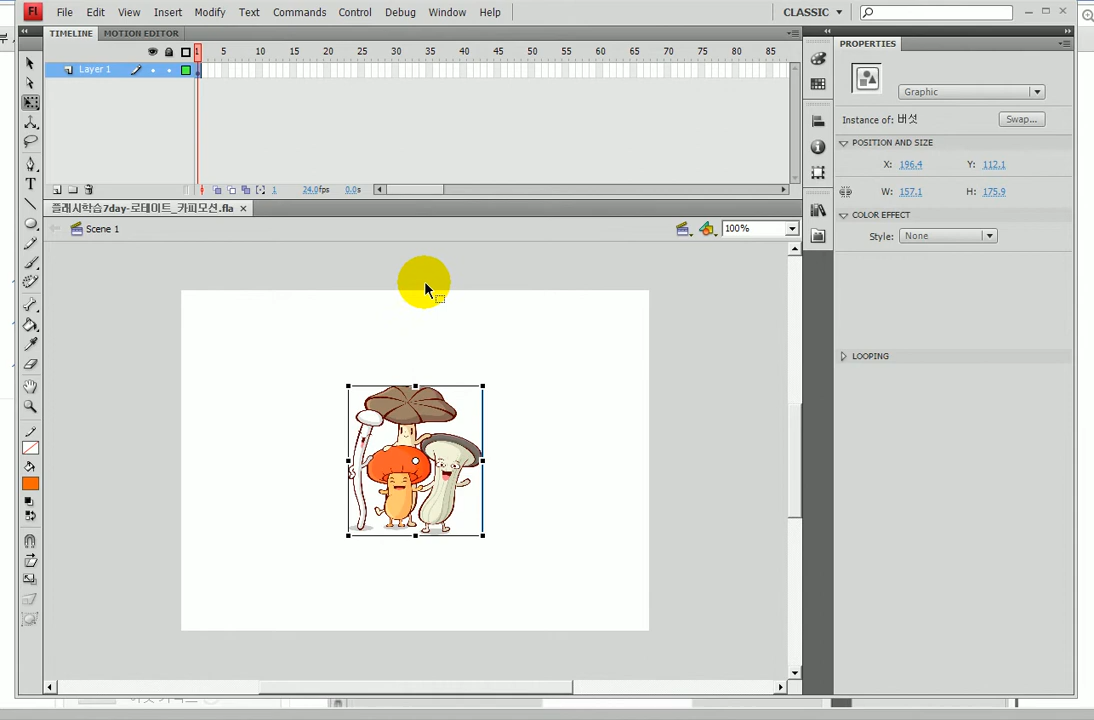 Fl File Edit View Insert Modify Text Commands Control Debug Window Help CLASSIC
TIMELINE MOTION EDITOR
1 5 10 15 20 25 30 35 40 45 50 55 60 65 70 75 80 85
Layer 1
1 24.0fps 0.0s
플래시학습7day-로테이트_카피모션.fla
Scene 1 100%
PROPERTIES
Graphic
Instance of: 버섯 Swap...
POSITION AND SIZE
X: 196.4 Y: 112.1
W: 157.1 H: 175.9
COLOR EFFECT
Style: None
LOOPING